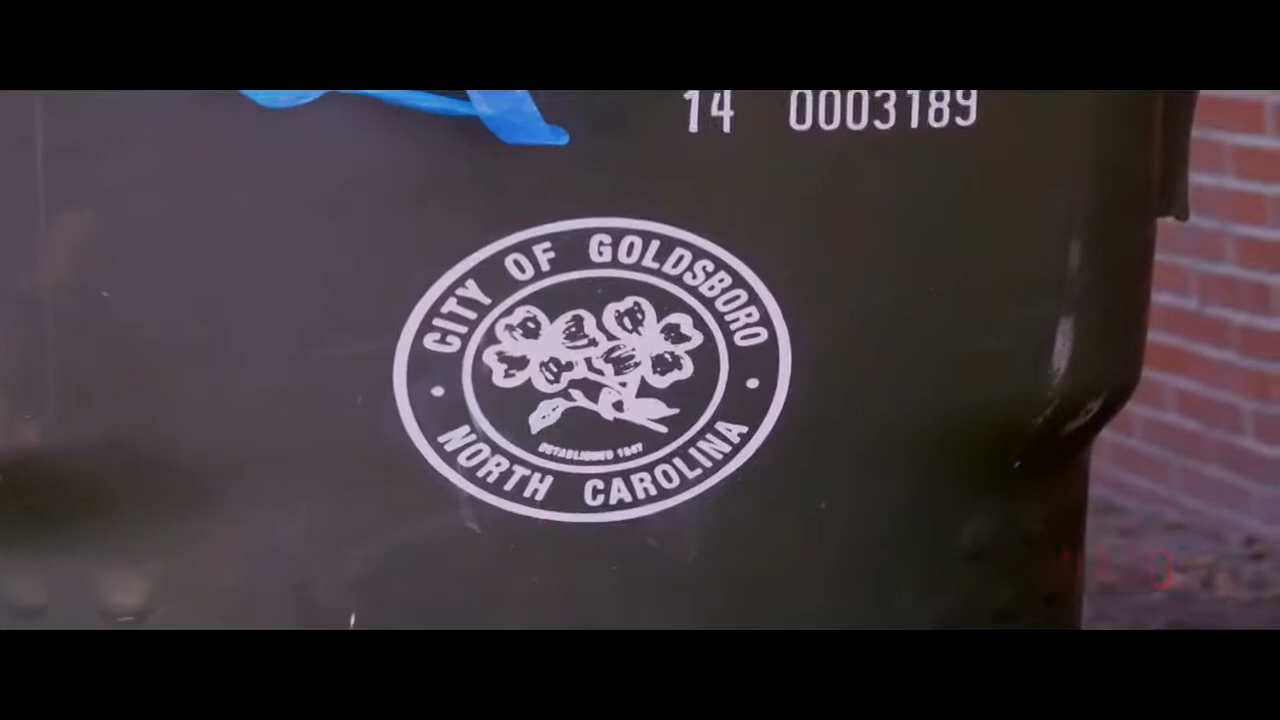 14 0003189
CITY OF GOLDSBORO
ESTABLISHED 1847
NORTH CAROLINA